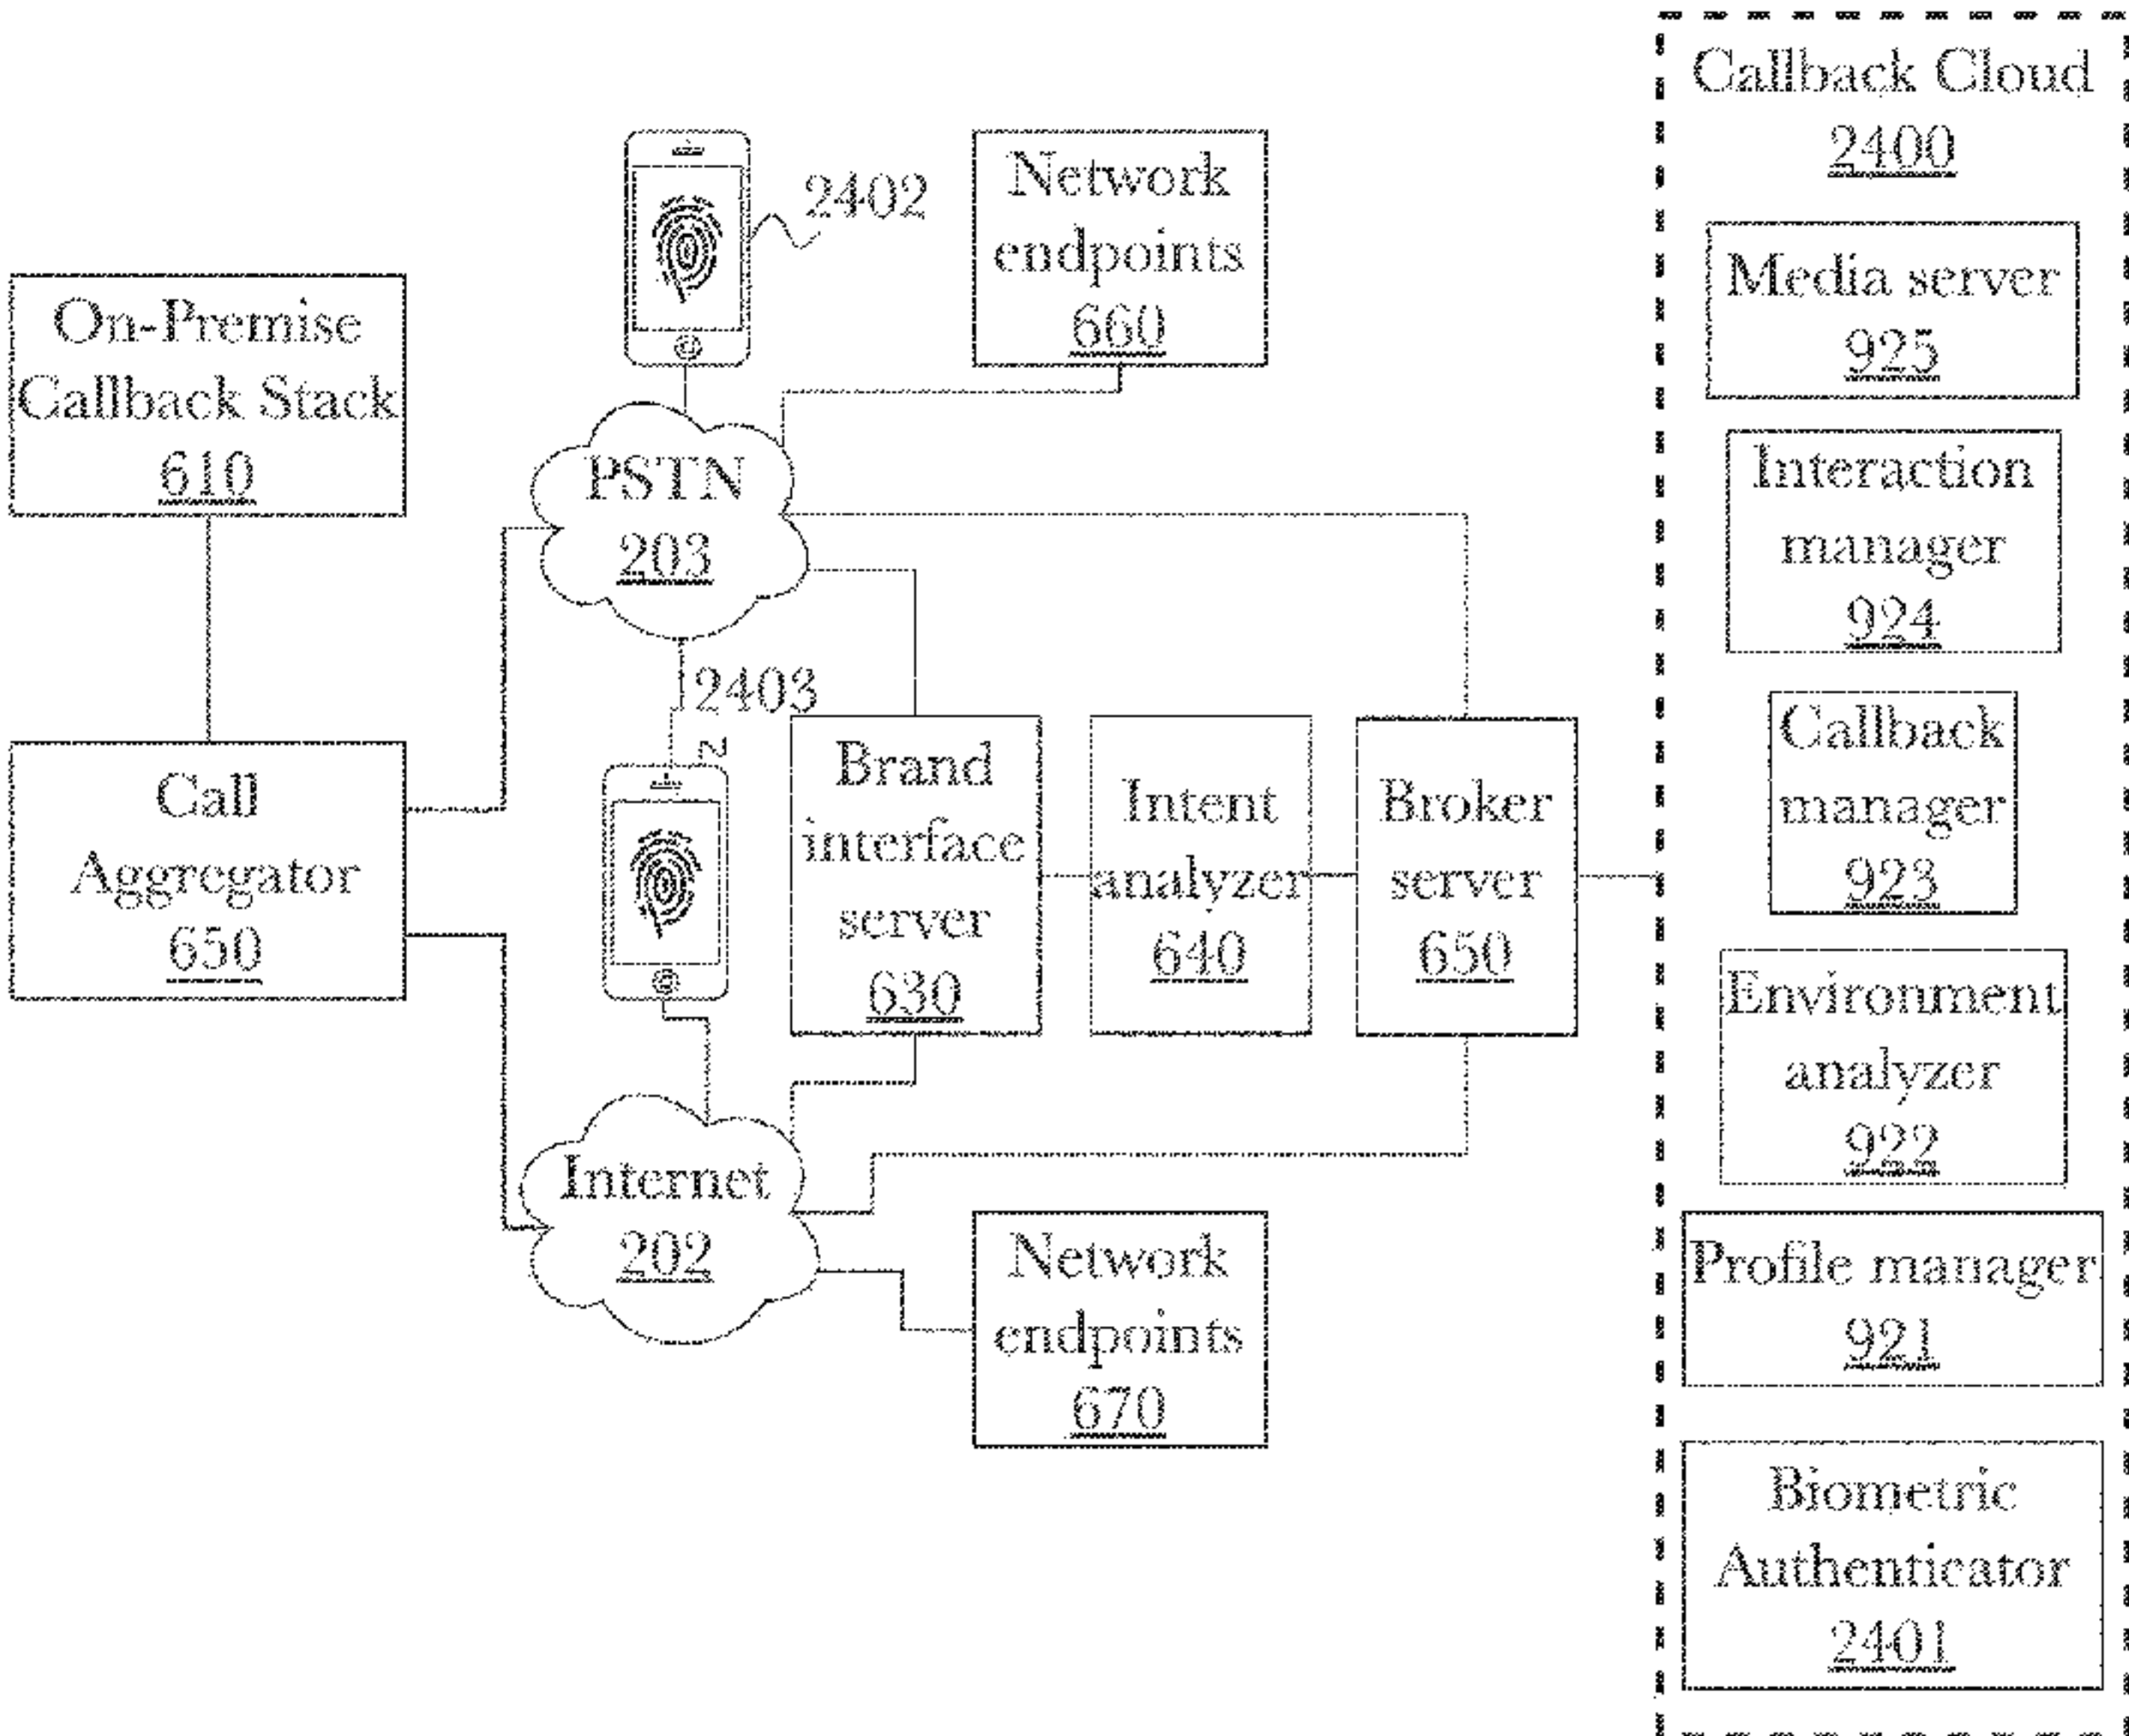 On-Premise
Callback Stack
610
Call
Aggregator
650
2402
Network
endpoints
660
PSTN
203
2403
Brand
interface
server
630
Intent
analyzer
640
Broker
server
650
Internet
202
Network
endpoints
670
Callback Cloud
2400
Media server
925
Interaction
manager
924
Callback
manager
923
Environment
analyzer
922
Profile manager
921
Biometric
Authenticator
2401